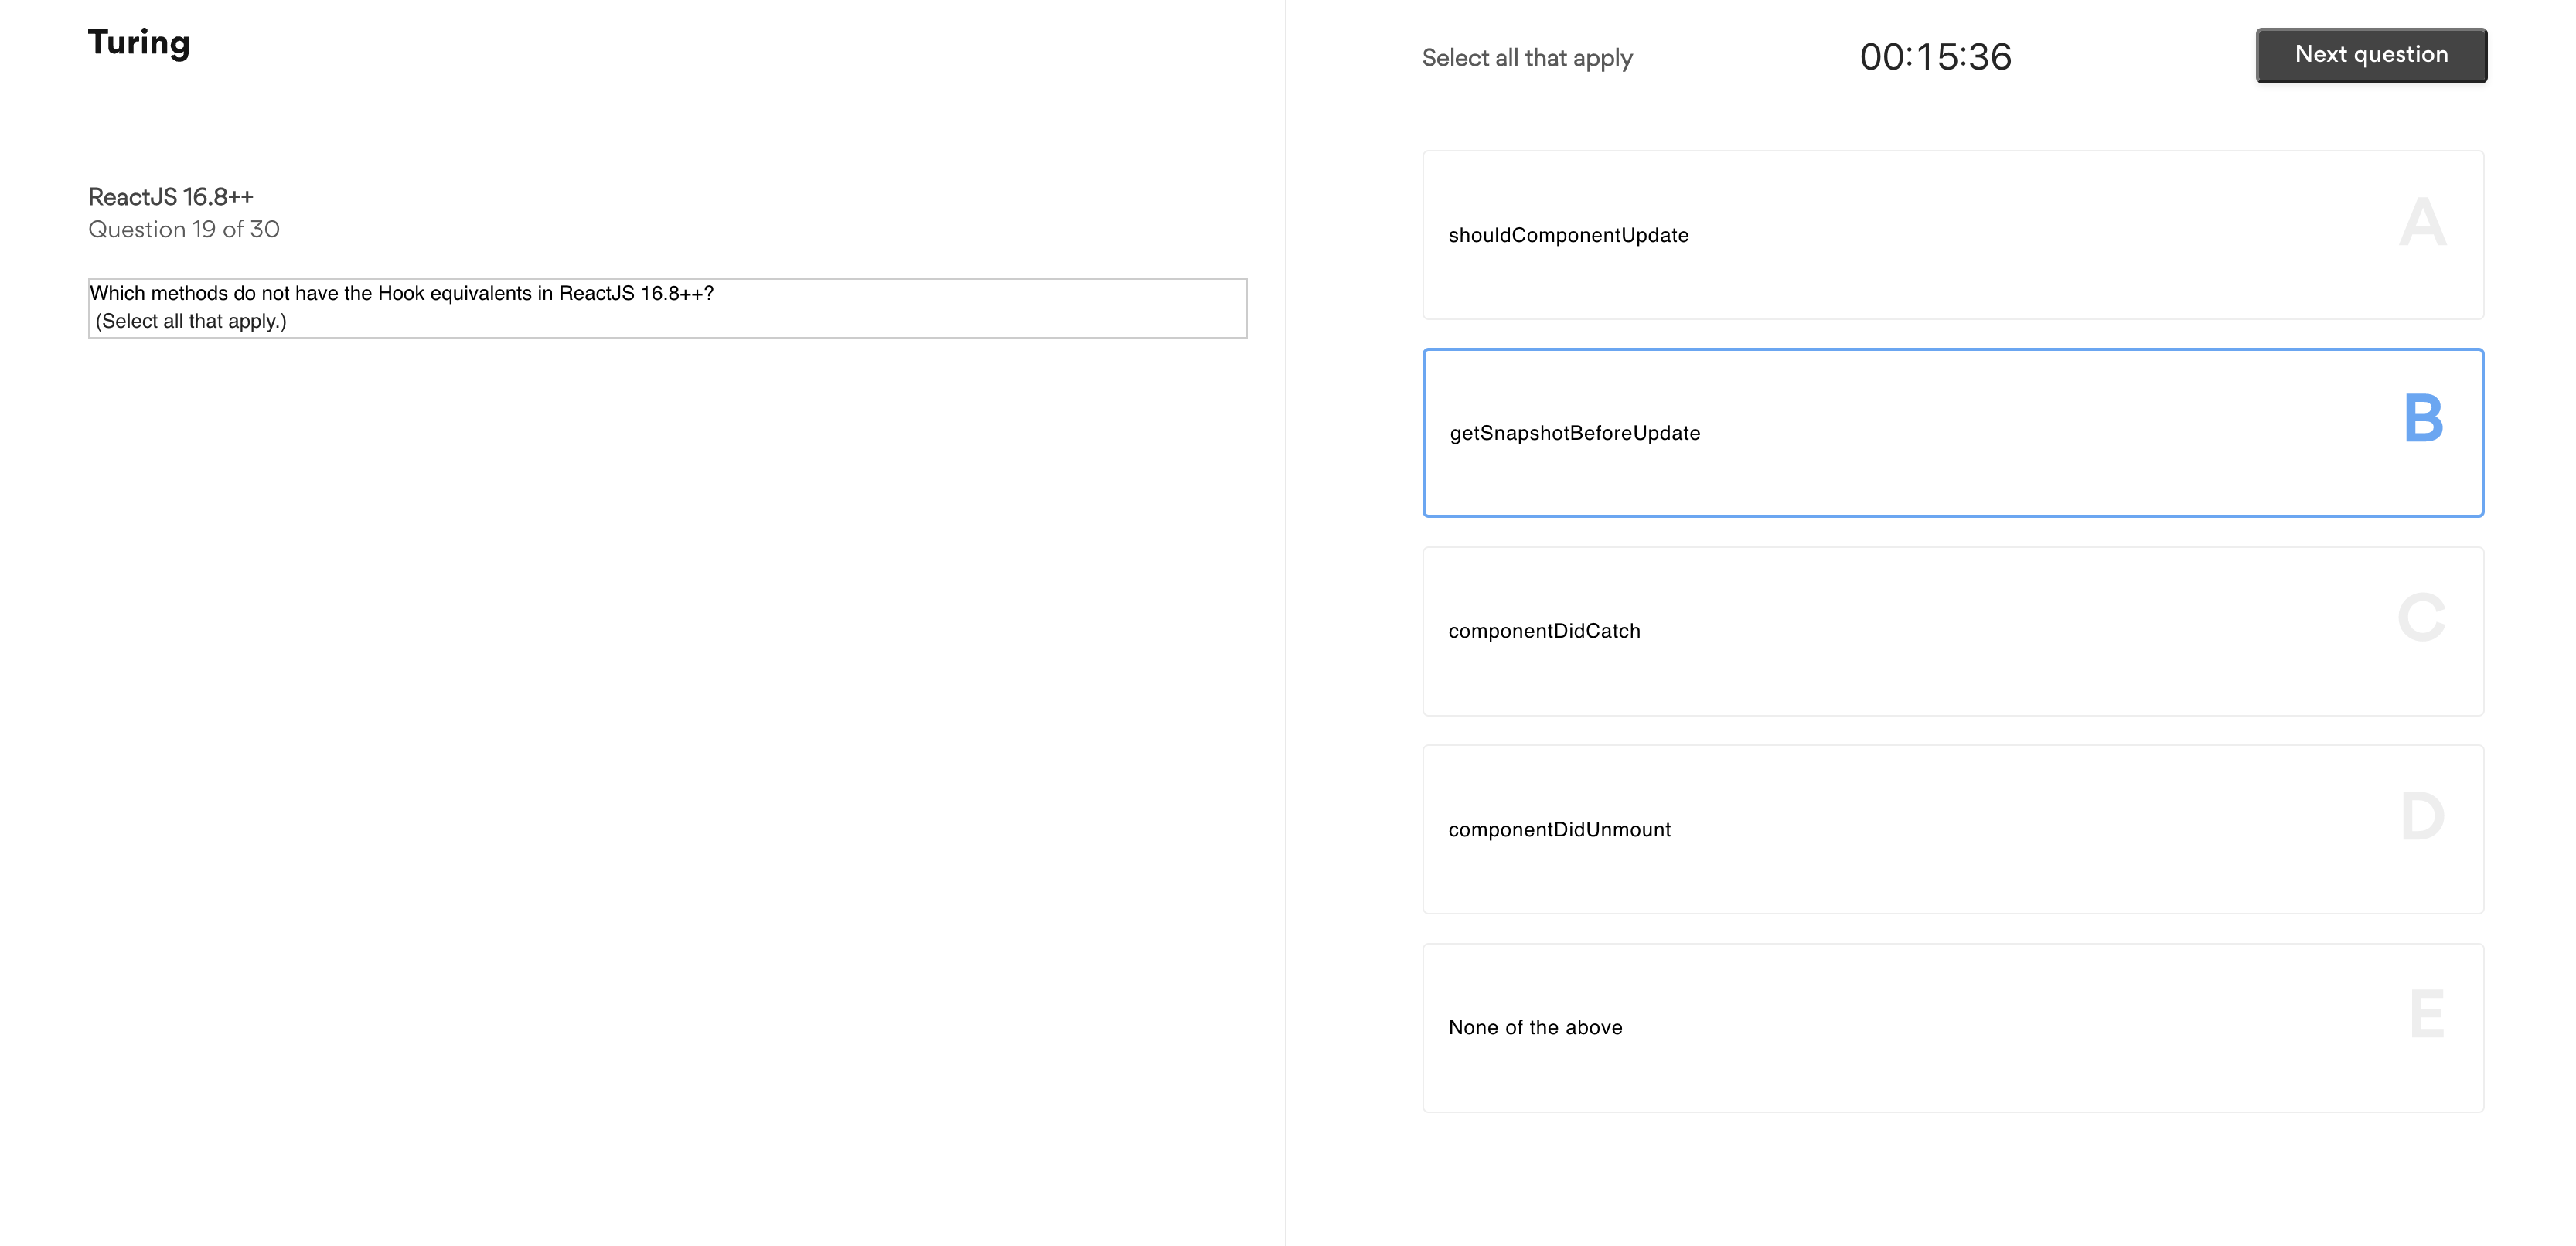 Turing
ReactJS 16.8++
Question 19 of 30
Which methods do not have the Hook equivalents in ReactJS 16.8++?
(Select all that apply.)
Select all that apply
00:15:36
Next question
shouldComponentUpdate
A
getSnapshotBeforeUpdate
B
componentDidCatch
C
componentDidUnmount
D
None of the above
E